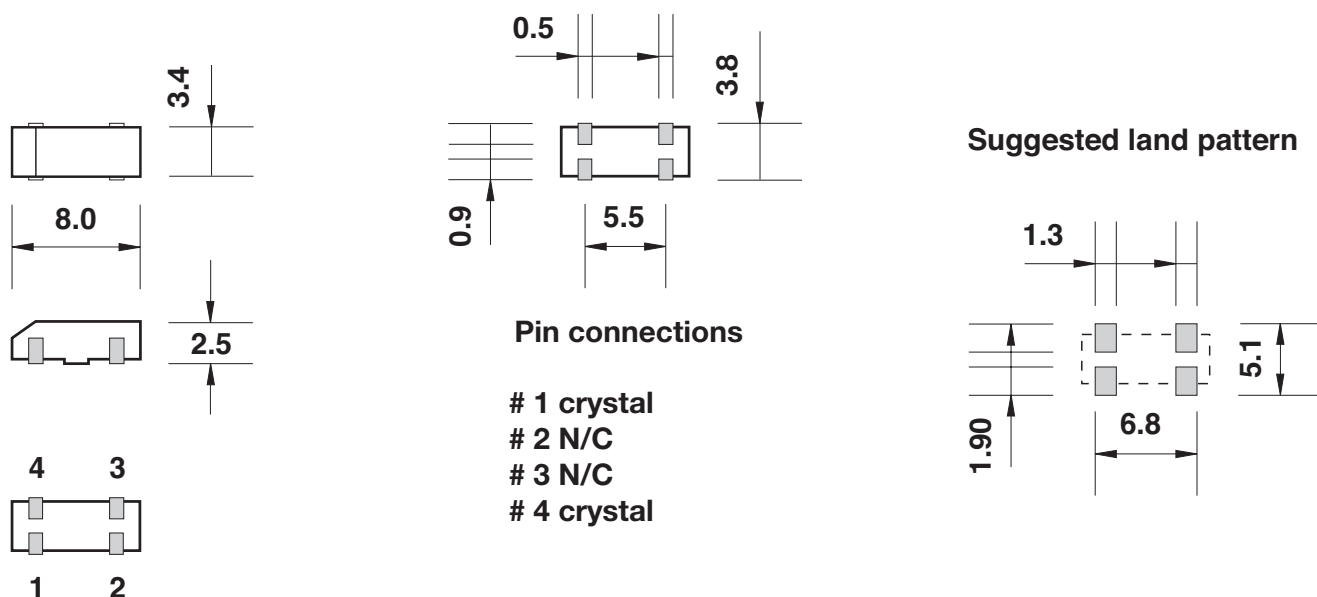 3.4
8.0
2.5
4 3
1 2
0.5
3.8
0.9
5.5
Pin connections
# 1 crystal
# 2 N/C
# 3 N/C
# 4 crystal
Suggested land pattern
1.3
5.1
1.90
6.8